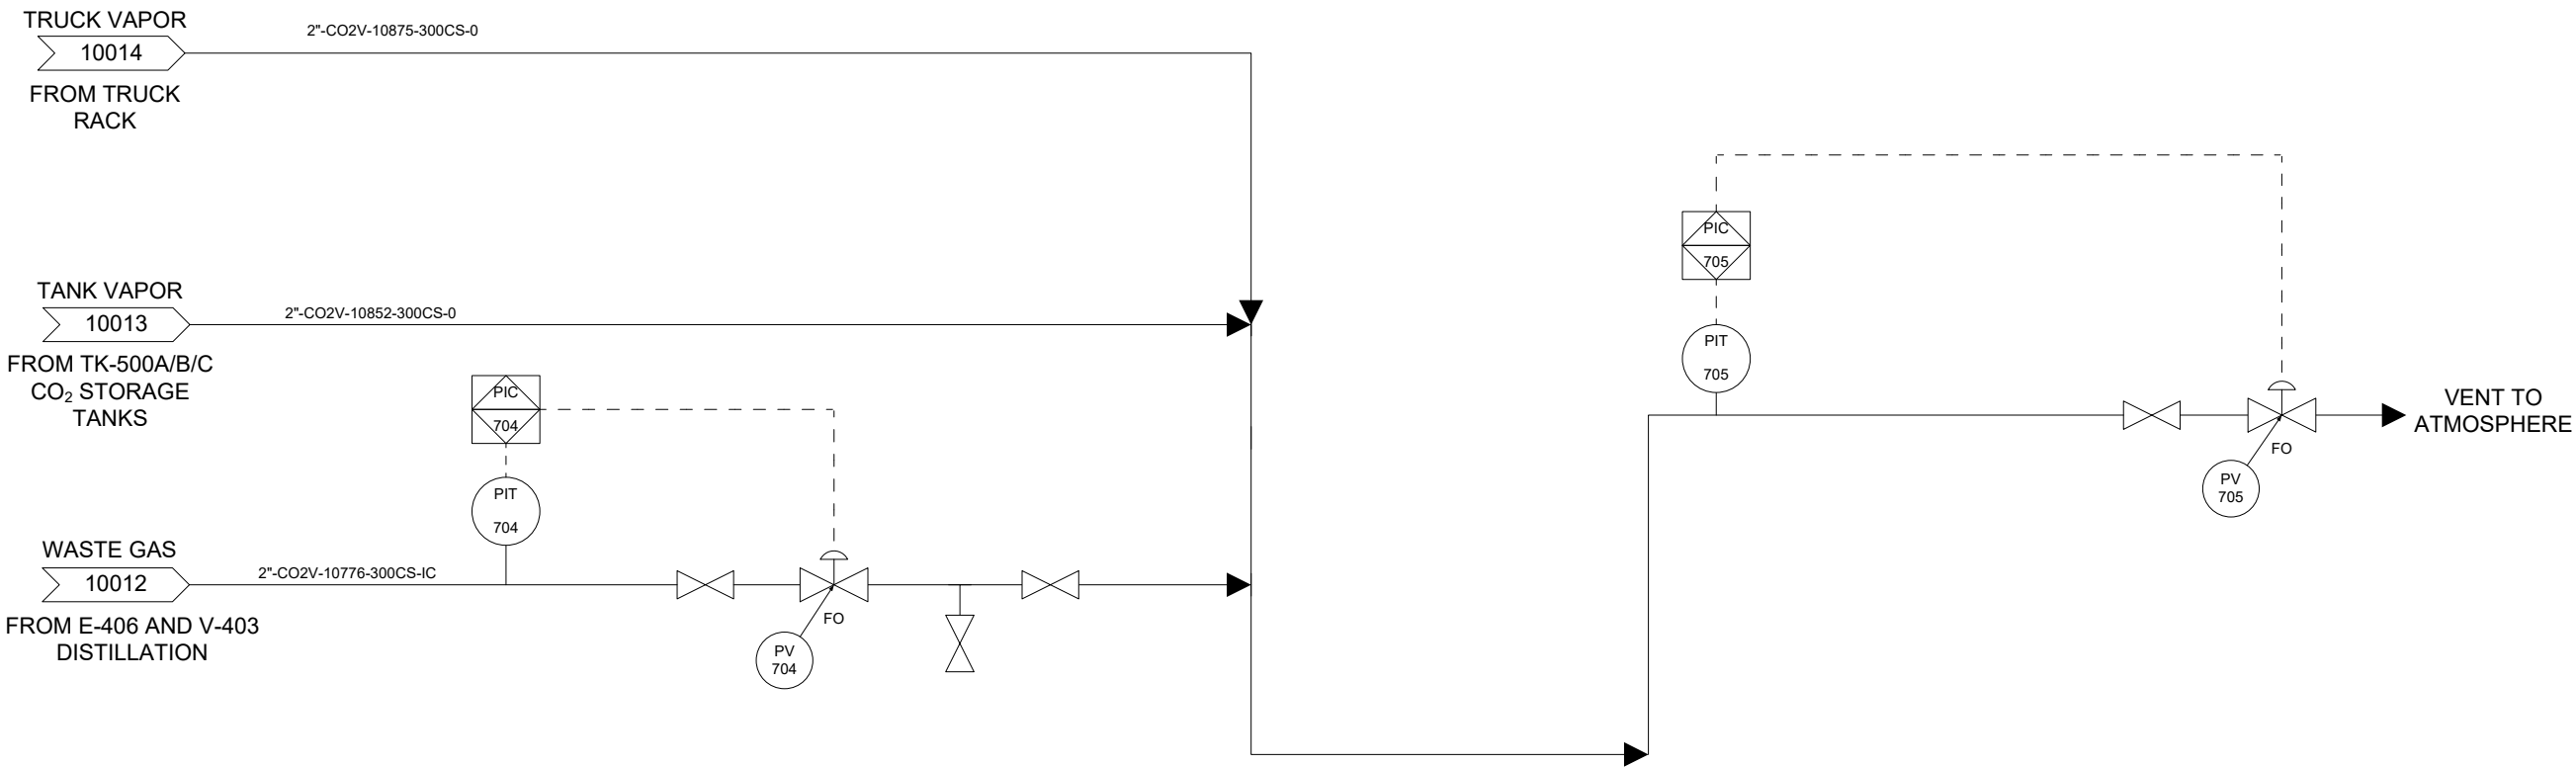 TRUCK VAPOR
10014
2"-CO2V-10875-300CS-0
FROM TRUCK
RACK
TANK VAPOR
10013
2"-CO2V-10852-300CS-0
FROM TK-500A/B/C
CO₂ STORAGE
TANKS
PIC
704
PIT
704
WASTE GAS
10012
2"-CO2V-10776-300CS-IC
FROM E-406 AND V-403
DISTILLATION
FO
PV
704
PIC
705
PIT
705
FO
PV
705
VENT TO
ATMOSPHERE